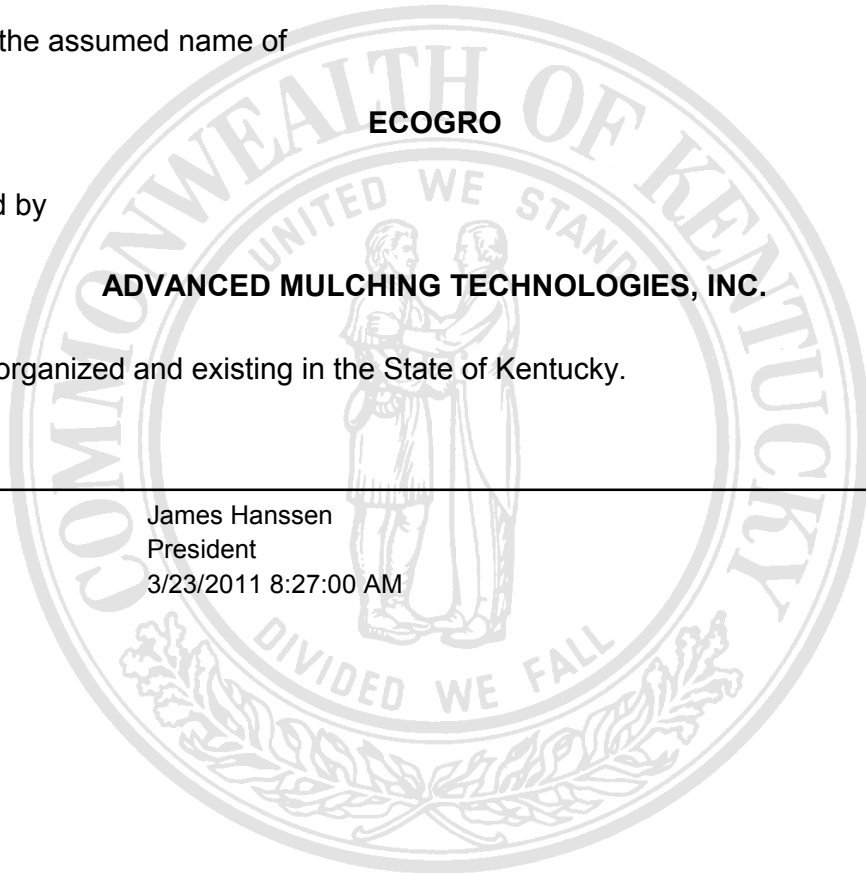 the assumed name of
ECOGRO
d by
ADVANCED MULCHING TECHNOLOGIES, INC.
organized and existing in the State of Kentucky.
James Hanssen
President
3/23/2011 8:27:00 AM
COMMONWEALTH OF KENTUCKY
UNITED WE STAND
DIVIDED WE FALL